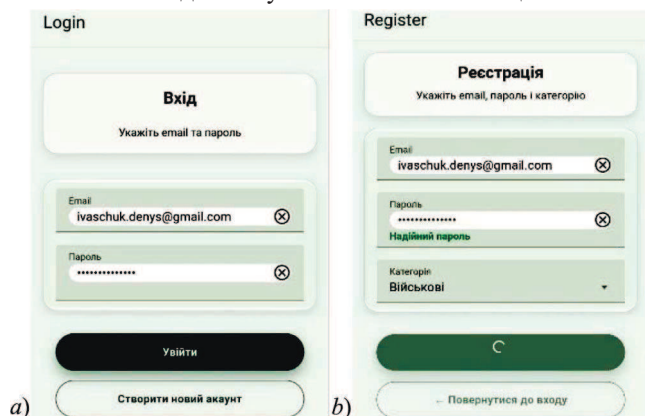 Login
Вхід
Укажіть email та пароль
Email
ivaschuk.denys@gmail.com
Пароль
••••••••••••••
Увійти
Створити новий акаунт
a)
Register
Реєстрація
Укажіть email, пароль і категорію
Email
ivaschuk.denys@gmail.com
Пароль
••••••••••••••
Надійний пароль
Категорія
Військові
← Повернутися до входу
b)